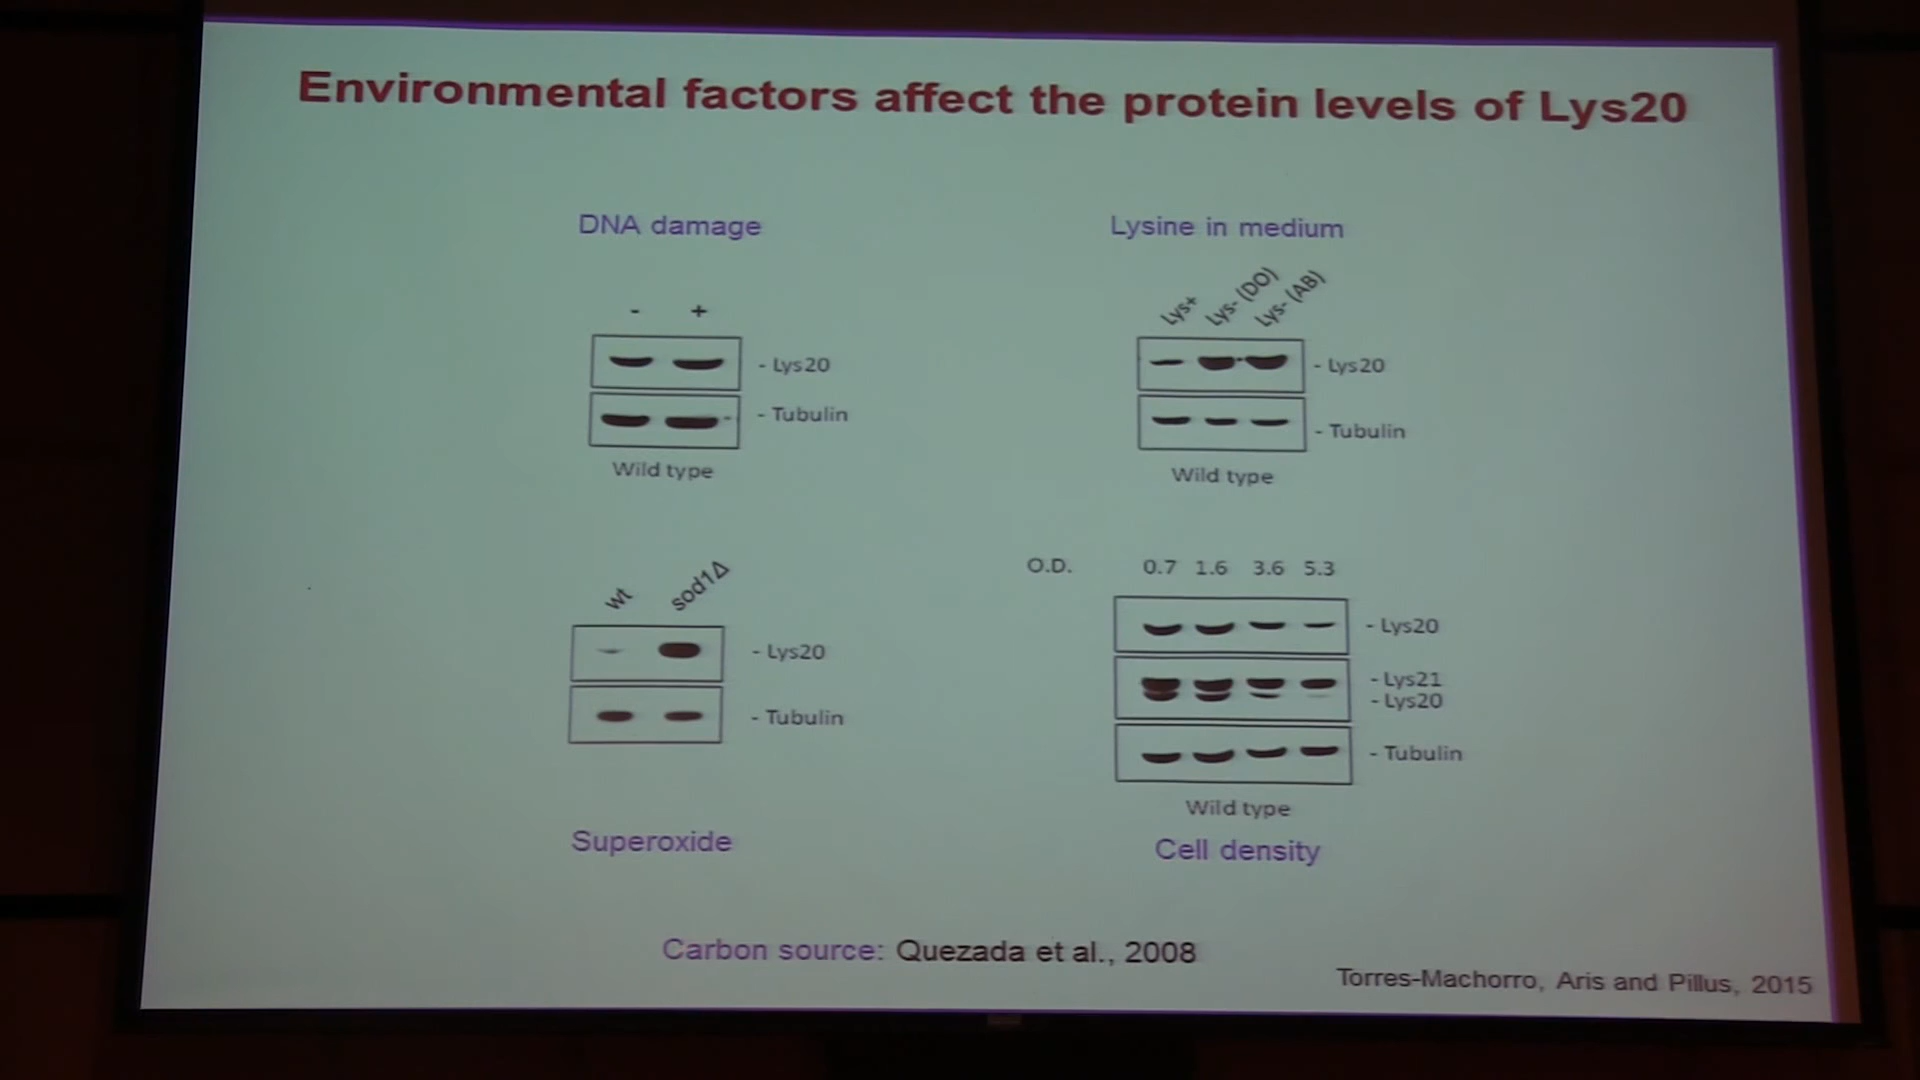 Environmental factors affect the protein levels of Lys20
DNA damage
- +
- Lys20
- Tubulin
Wild type
Lysine in medium
Lys+ Lys- (DO) Lys- (AB)
- Lys20
- Tubulin
Wild type
wt sod1Δ
- Lys20
- Tubulin
Superoxide
O.D. 0.7 1.6 3.6 5.3
- Lys20
- Lys21
- Lys20
- Tubulin
Wild type
Cell density
Carbon source: Quezada et al., 2008
Torres-Machorro, Aris and Pillus, 2015